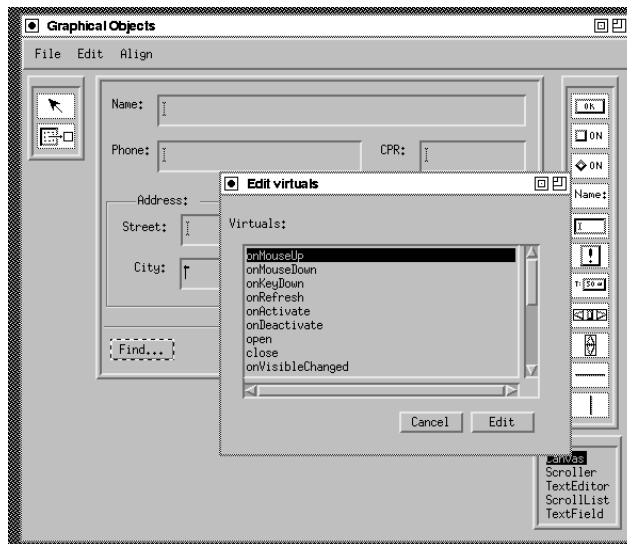 Graphical Objects
File Edit Align
Name:
Phone:
CPR:
Address:
Street:
City:
Find...
Edit virtuals
Virtuals:
onMouseUp
onMouseDown
onKeyDown
onRefresh
onActivate
onDeactivate
open
close
onVisibleChanged
Cancel Edit
OK
ON
ON
Name:
Canvas
Scroller
TextEditor
ScrollList
TextField